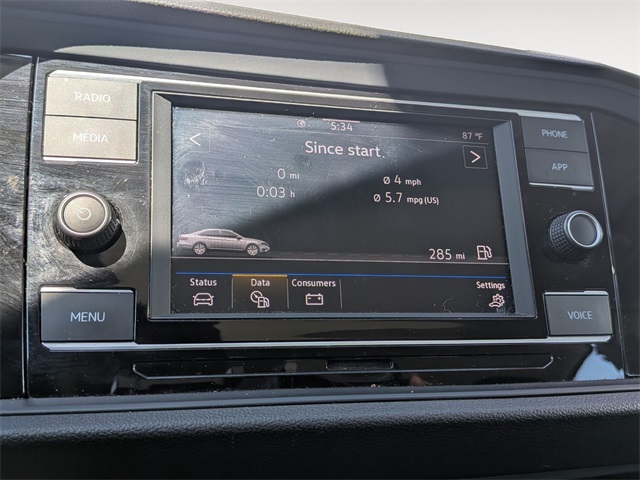 RADIO
MEDIA
MENU
5:34
87 °F
<
Since start.
>
0 mi
Ø 4 mph
0:03 h
Ø 5.7 mpg (US)
285 mi
Status
Data
Consumers
Settings
PHONE
APP
VOICE